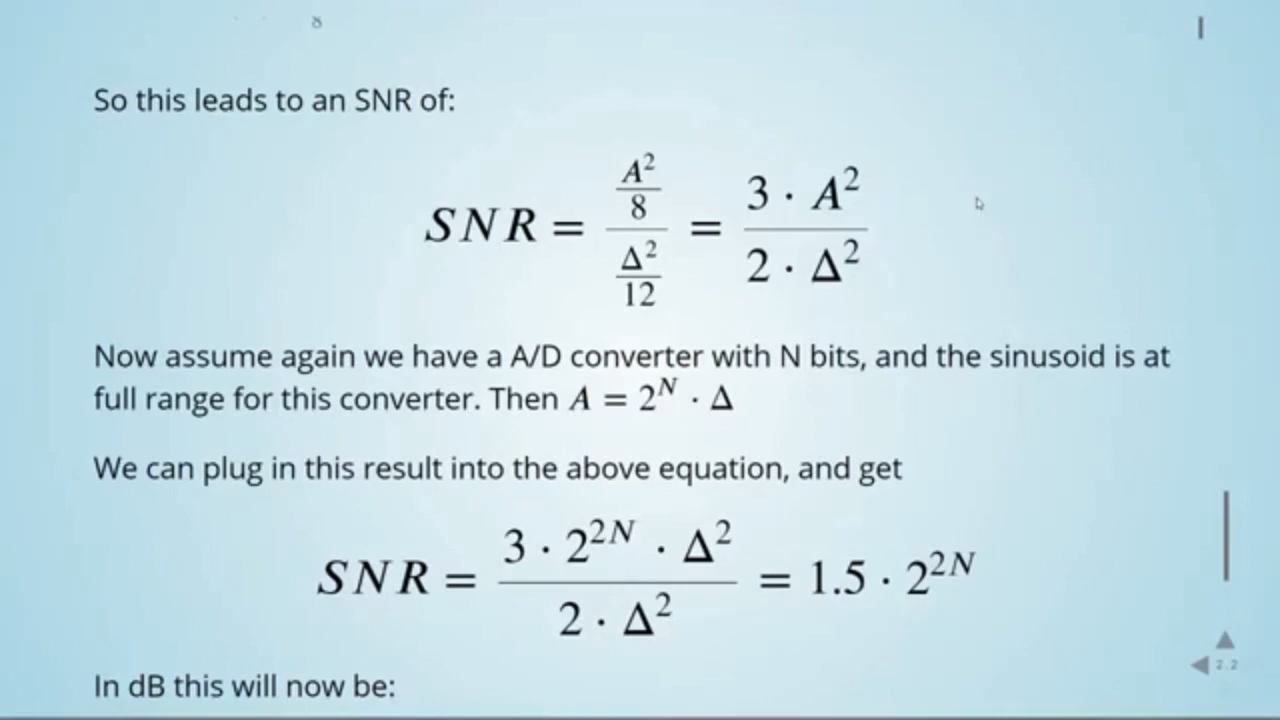 So this leads to an SNR of:
SNR = (A²/8)/(Δ²/12) = (3 · A²)/(2 · Δ²)
Now assume again we have a A/D converter with N bits, and the sinusoid is at
full range for this converter. Then A = 2ᴺ · Δ
We can plug in this result into the above equation, and get
SNR = (3 · 2²ᴺ · Δ²)/(2 · Δ²) = 1.5 · 2²ᴺ
2.2
In dB this will now be: